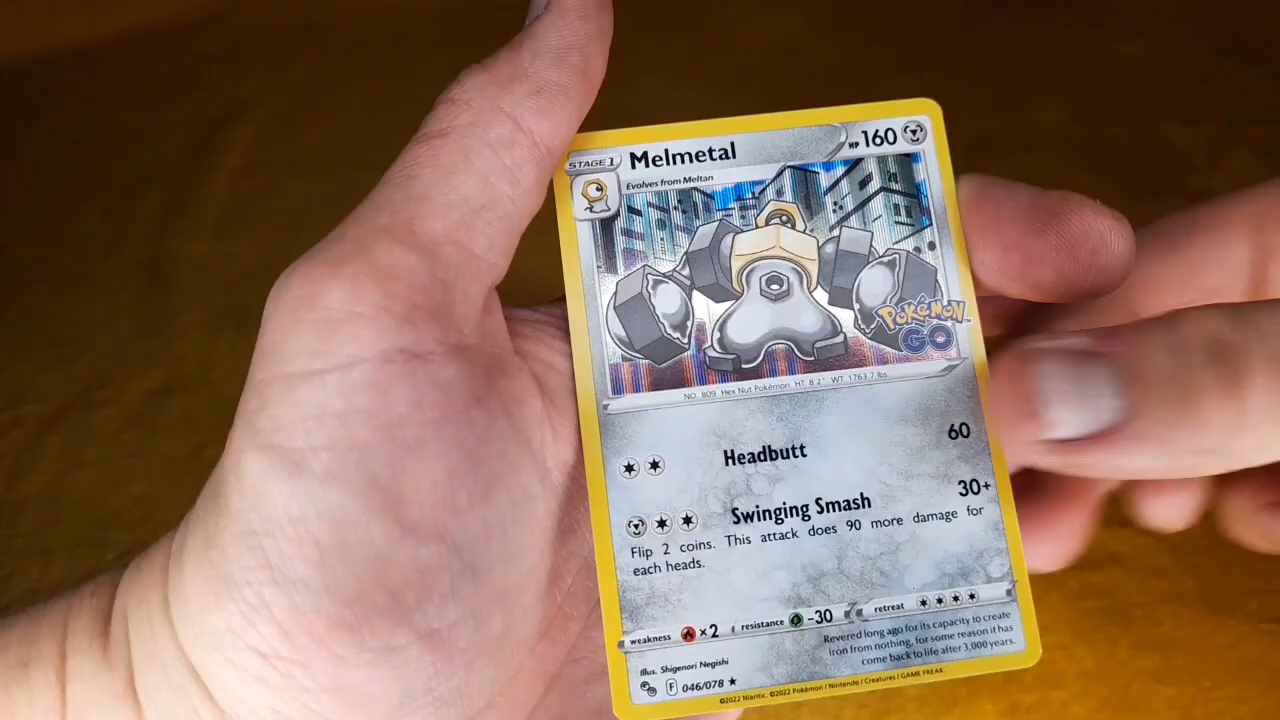 STAGE 1
Melmetal
HP 160
Evolves from Meltan
POKéMON™
GO
NO. 809 Hex Nut Pokémon HT 8'2" WT 1763.7 lbs
Headbutt 60
Swinging Smash 30+
Flip 2 coins. This attack does 90 more damage for
each heads.
weakness ×2 resistance -30 retreat
Revered long ago for its capacity to create
iron from nothing, for some reason it has
come back to life after 3,000 years.
Illus. Shigenori Negishi
F 046/078 ★
©2022 Niantic. ©2022 Pokémon / Nintendo / Creatures / GAME FREAK.